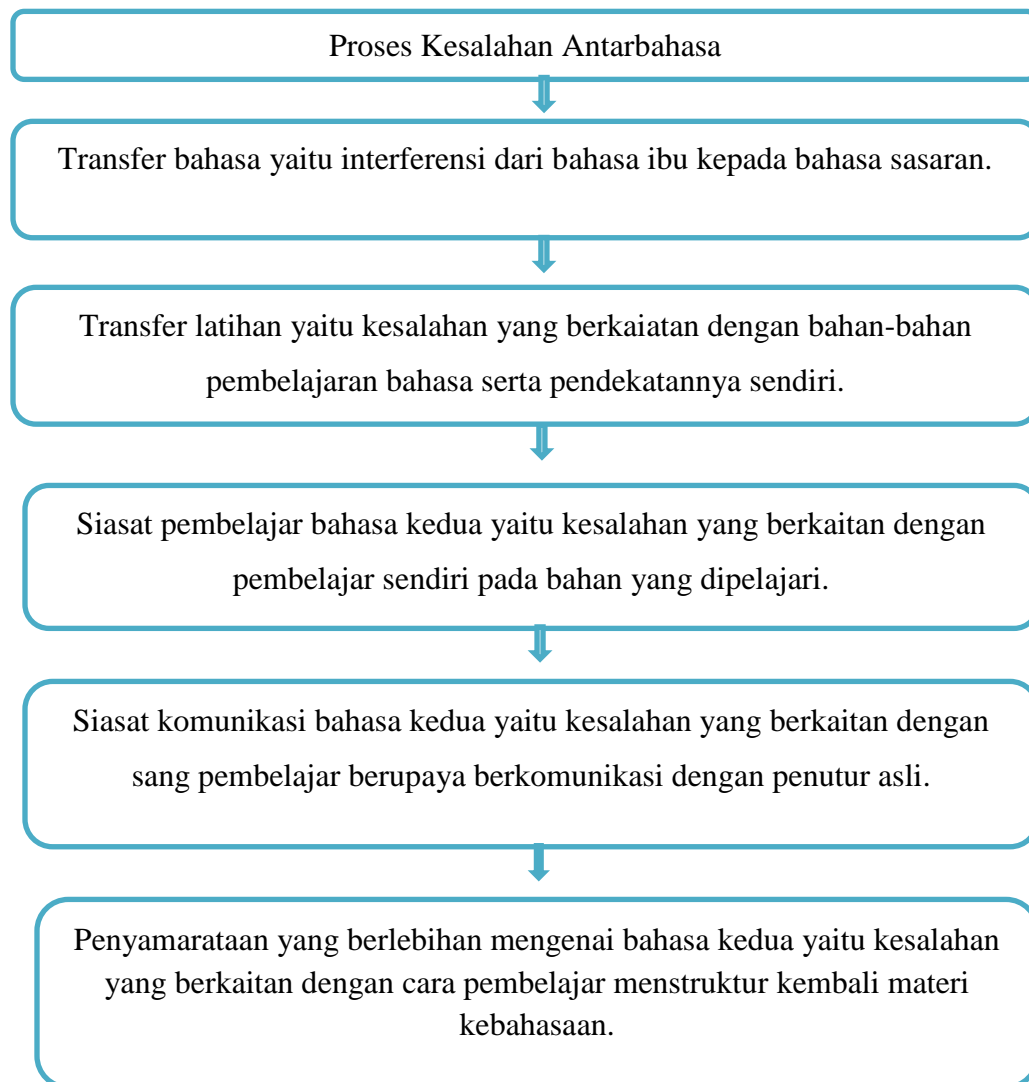 Proses Kesalahan Antarbahasa
Transfer bahasa yaitu interferensi dari bahasa ibu kepada bahasa sasaran.
Transfer latihan yaitu kesalahan yang berkaiatan dengan bahan-bahan
pembelajaran bahasa serta pendekatannya sendiri.
Siasat pembelajar bahasa kedua yaitu kesalahan yang berkaitan dengan
pembelajar sendiri pada bahan yang dipelajari.
Siasat komunikasi bahasa kedua yaitu kesalahan yang berkaitan dengan
sang pembelajar berupaya berkomunikasi dengan penutur asli.
Penyamarataan yang berlebihan mengenai bahasa kedua yaitu kesalahan
yang berkaitan dengan cara pembelajar menstruktur kembali materi
kebahasaan.